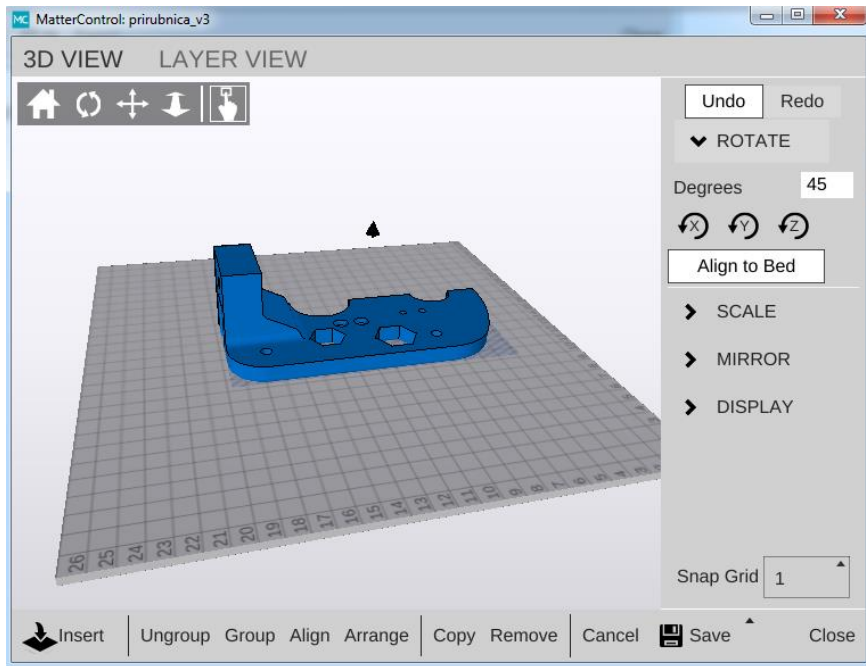 MC MatterControl: prirubnica_v3
3D VIEW LAYER VIEW
Undo Redo
ROTATE
Degrees 45
X Y Z
Align to Bed
SCALE
MIRROR
DISPLAY
26 25 24 23 22 21 20 19 18 17 16 15 14 13 12 11 10 9 8 7 6 5 4 3
Snap Grid 1
Insert Ungroup Group Align Arrange Copy Remove Cancel Save Close